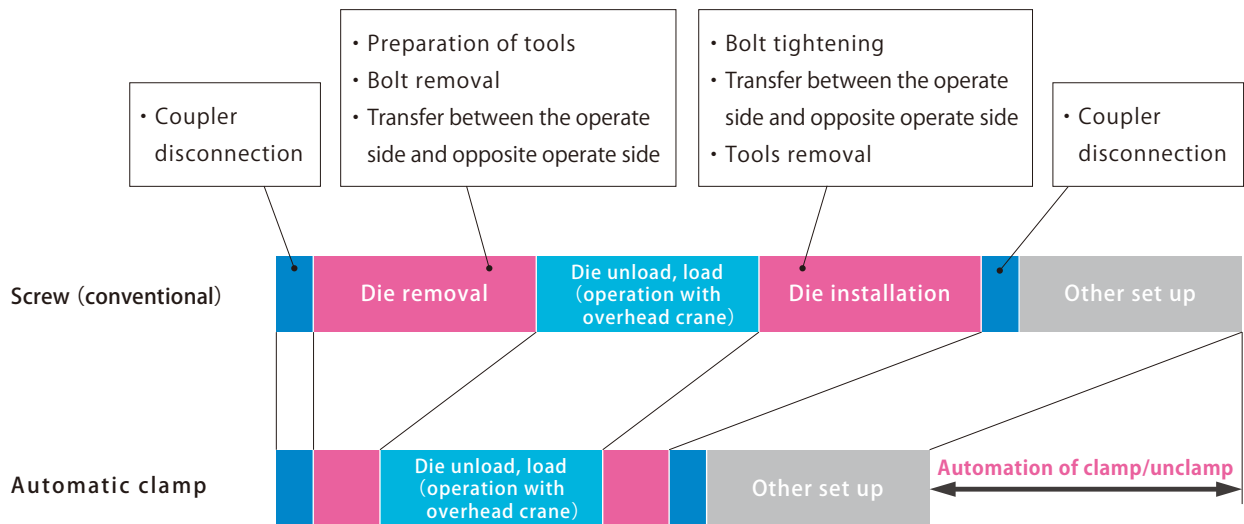 ・Coupler
disconnection
・Preparation of tools
・Bolt removal
・Transfer between the operate
side and opposite operate side
・Bolt tightening
・Transfer between the operate
side and opposite operate side
・Tools removal
・Coupler
disconnection
Screw（conventional）
Die removal
Die unload, load
（operation with
overhead crane）
Die installation
Other set up
Automatic clamp
Die unload, load
（operation with
overhead crane）
Other set up
Automation of clamp/unclamp